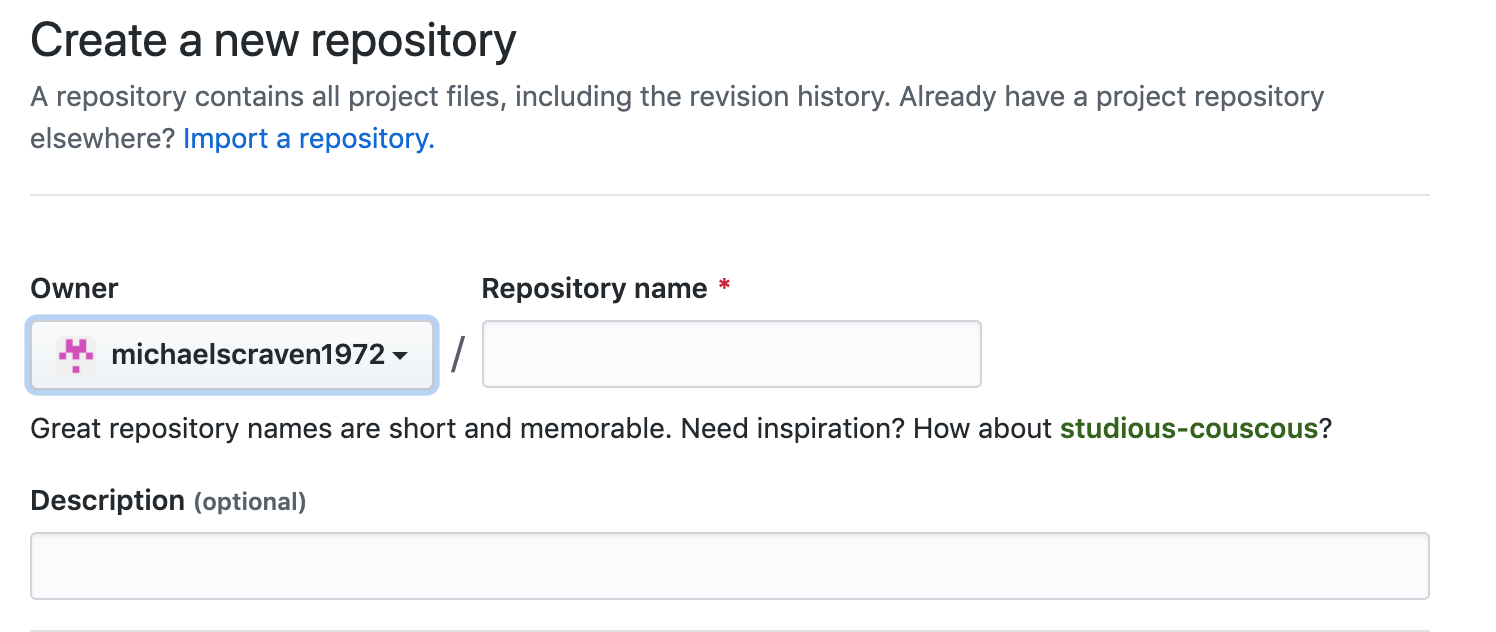 Create a new repository
A repository contains all project files, including the revision history. Already have a project repository
elsewhere? Import a repository.
Owner
Repository name *
michaelscraven1972
/
Great repository names are short and memorable. Need inspiration? How about studious-couscous?
Description (optional)